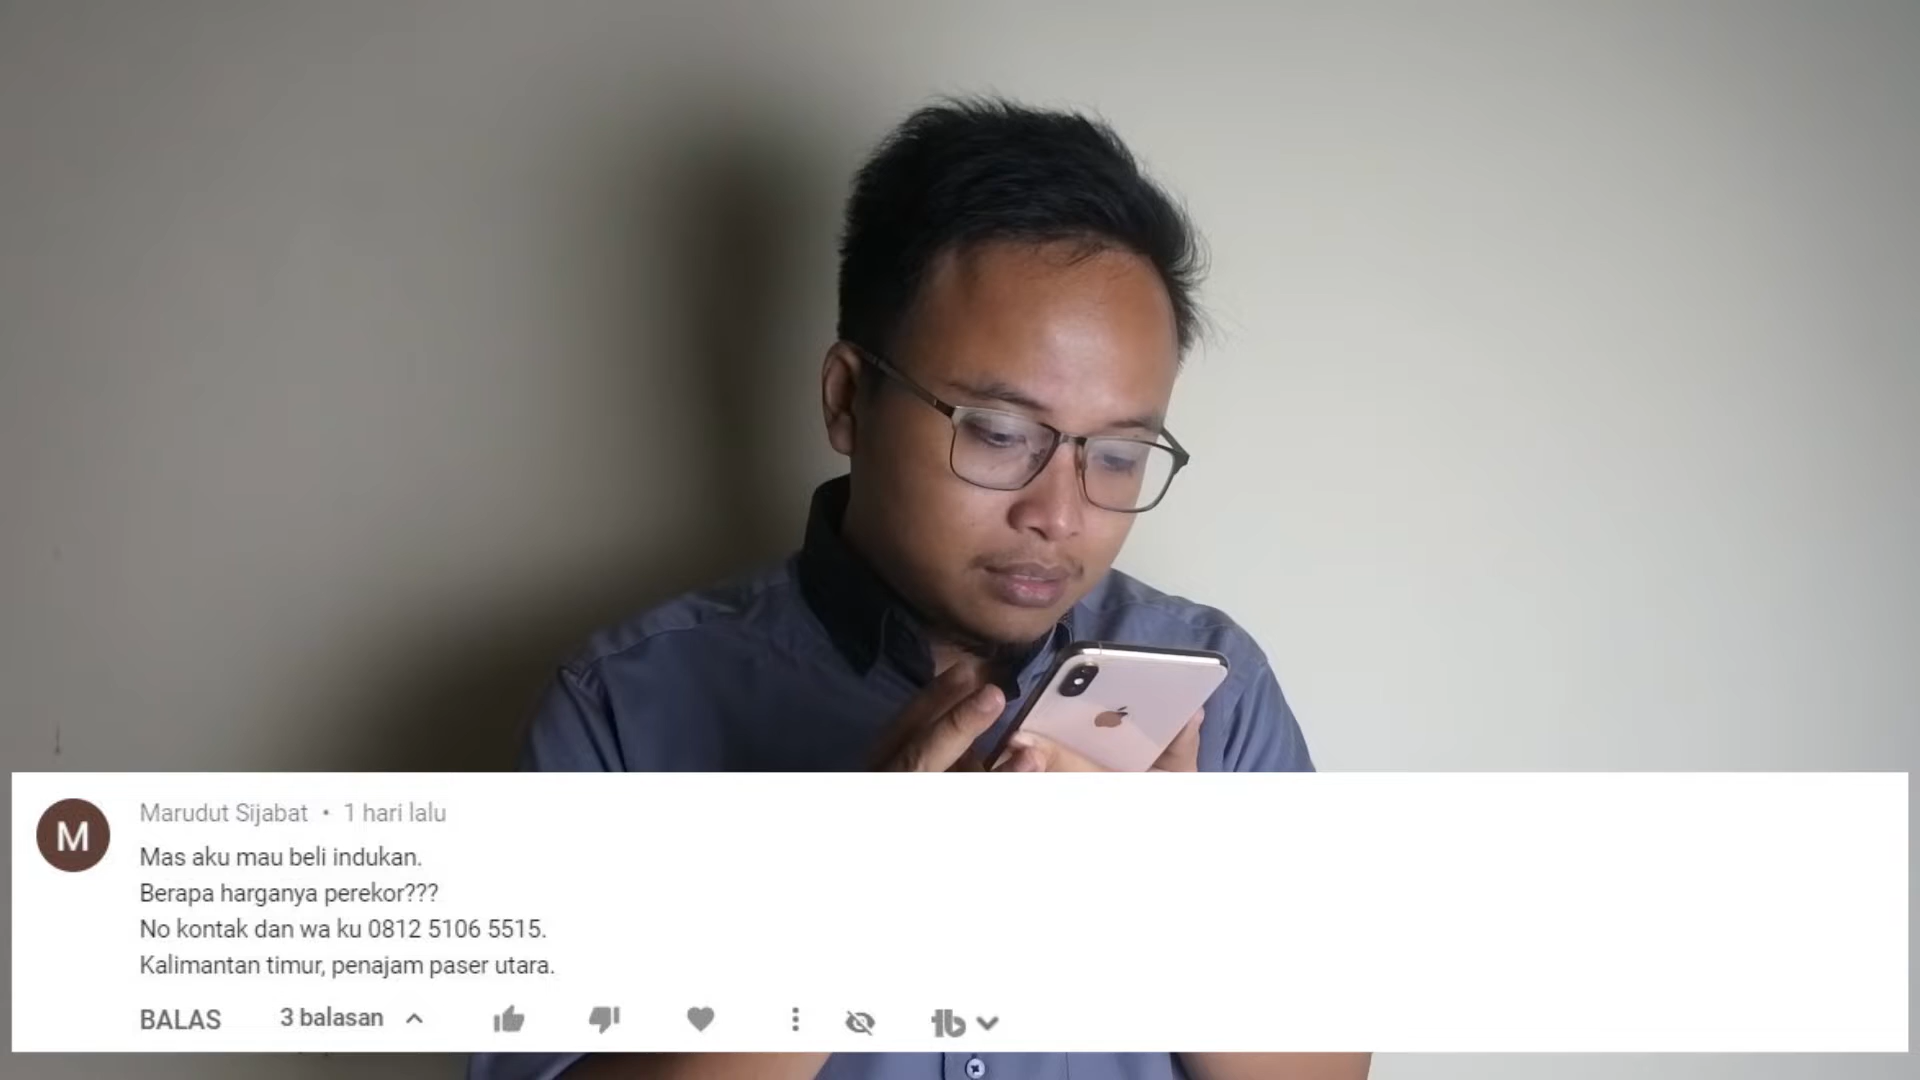 M
Marudut Sijabat • 1 hari lalu
Mas aku mau beli indukan.
Berapa harganya perekor???
No kontak dan wa ku 0812 5106 5515.
Kalimantan timur, penajam paser utara.
BALAS 3 balasan